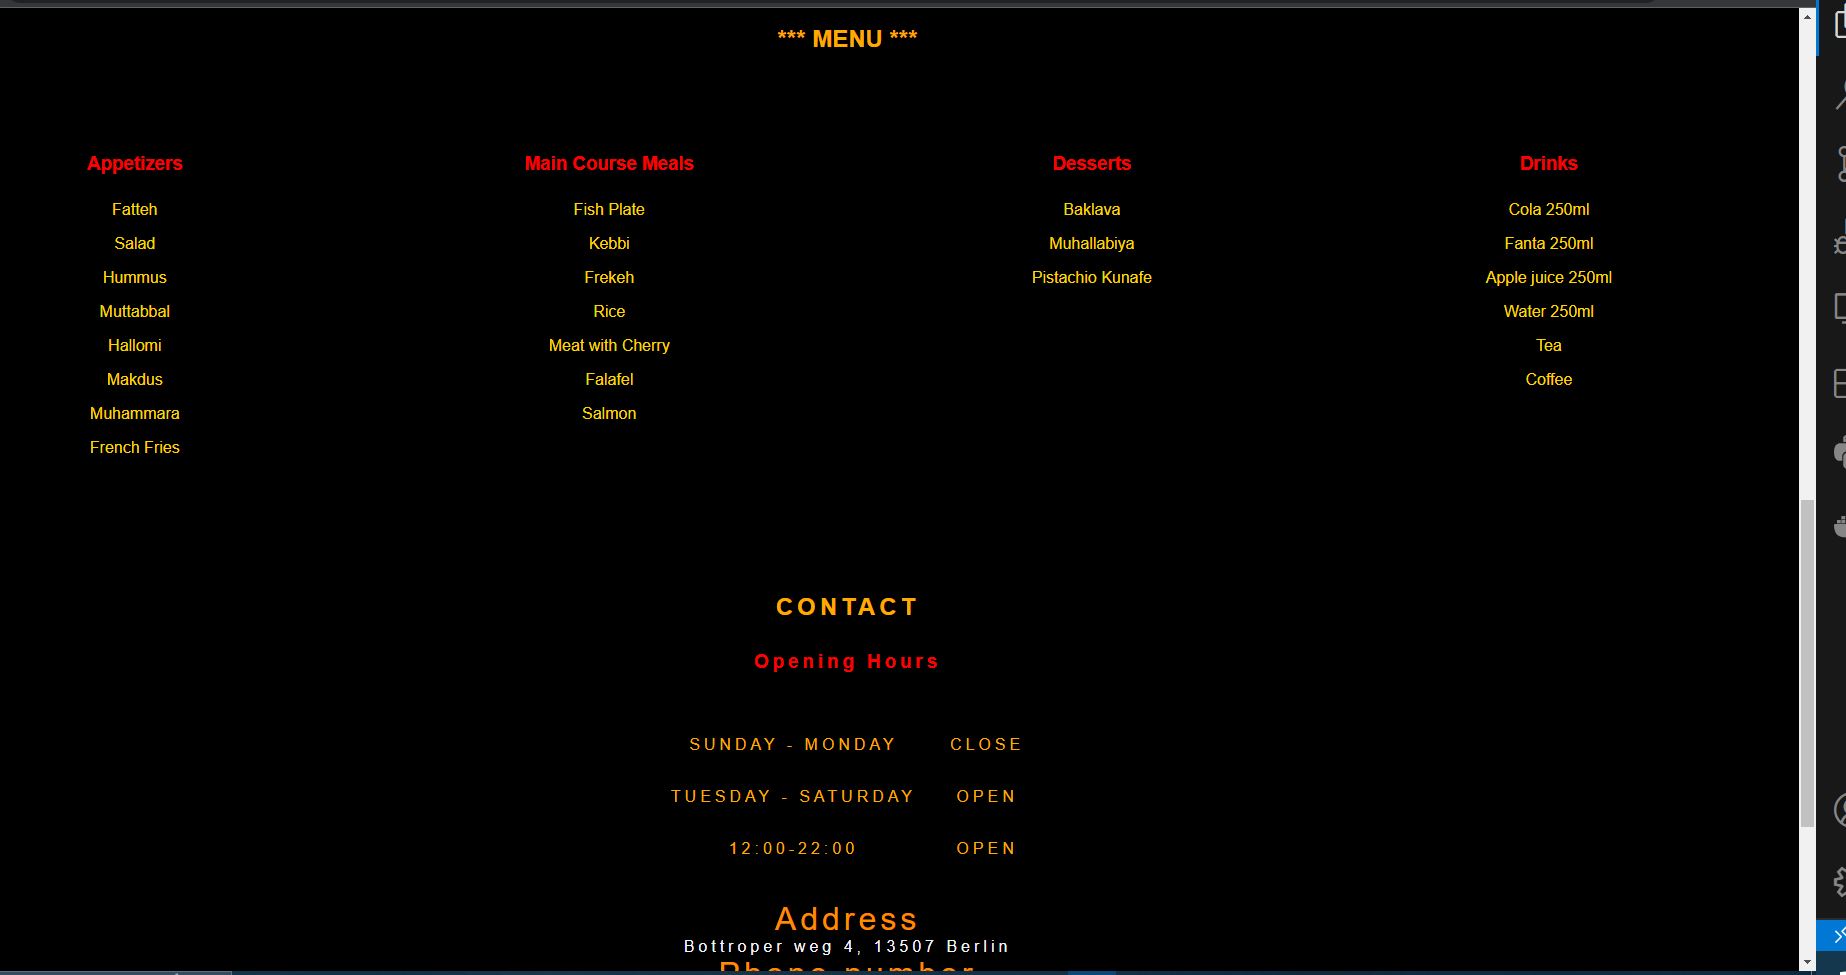 *** MENU ***
Appetizers
Fatteh
Salad
Hummus
Muttabbal
Hallomi
Makdus
Muhammara
French Fries
Main Course Meals
Fish Plate
Kebbi
Frekeh
Rice
Meat with Cherry
Falafel
Salmon
Desserts
Baklava
Muhallabiya
Pistachio Kunafe
Drinks
Cola 250ml
Fanta 250ml
Apple juice 250ml
Water 250ml
Tea
Coffee
CONTACT
Opening Hours
SUNDAY - MONDAY CLOSE
TUESDAY - SATURDAY OPEN
12:00-22:00 OPEN
Address
Bottroper weg 4, 13507 Berlin
Phone number